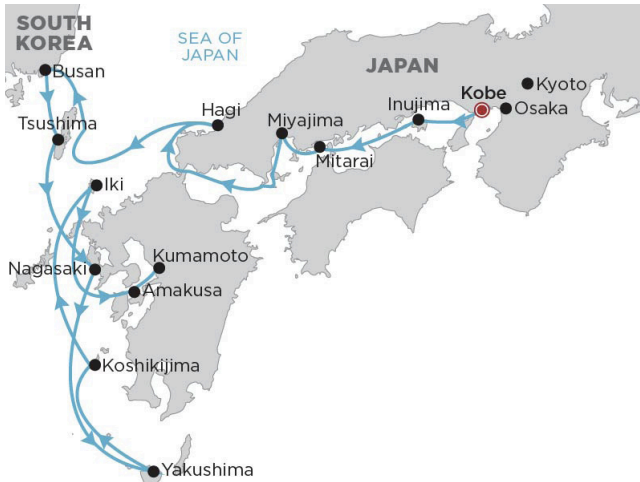 SOUTH
KOREA
SEA OF
JAPAN
JAPAN
Busan
Tsushima
Hagi
Miyajima
Inujima
Kobe
Kyoto
Osaka
Mitarai
Iki
Kumamoto
Nagasaki
Amakusa
Koshikijima
Yakushima